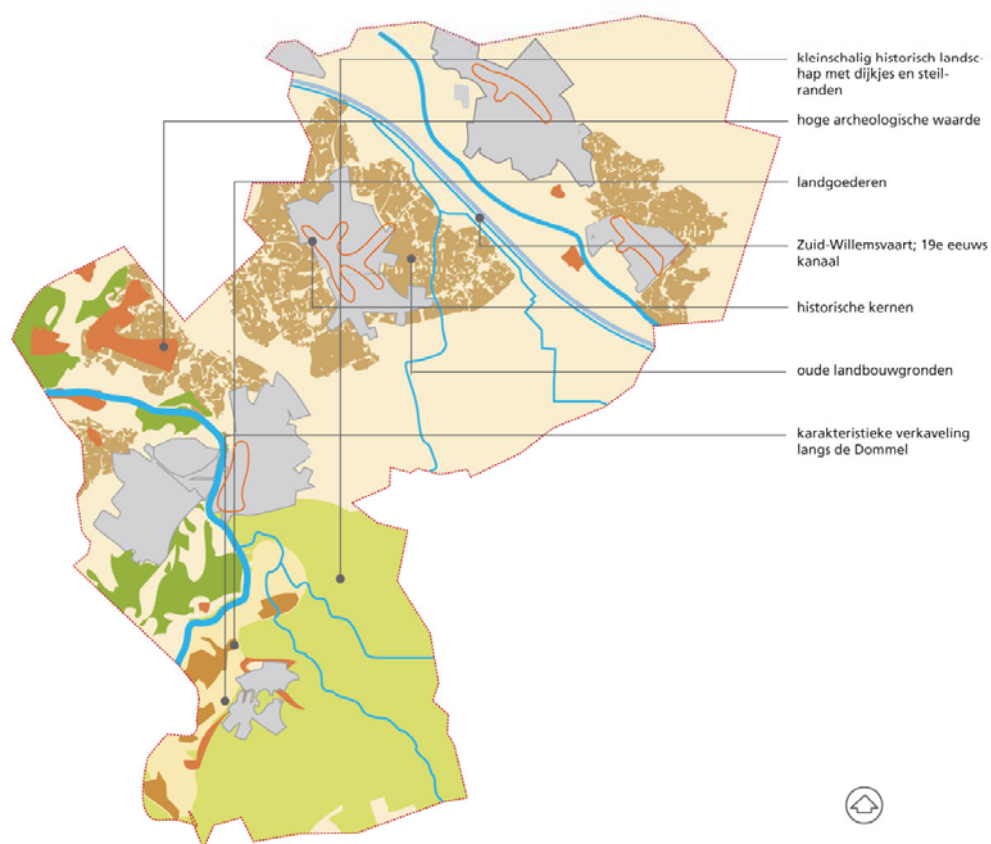 kleinschalig historisch landsc-
hap met dijkjes en steil-
randen
hoge archeologische waarde
landgoederen
Zuid-Willemsvaart; 19e eeuws
kanaal
historische kernen
oude landbouwgronden
karakteristieke verkaveling
langs de Dommel